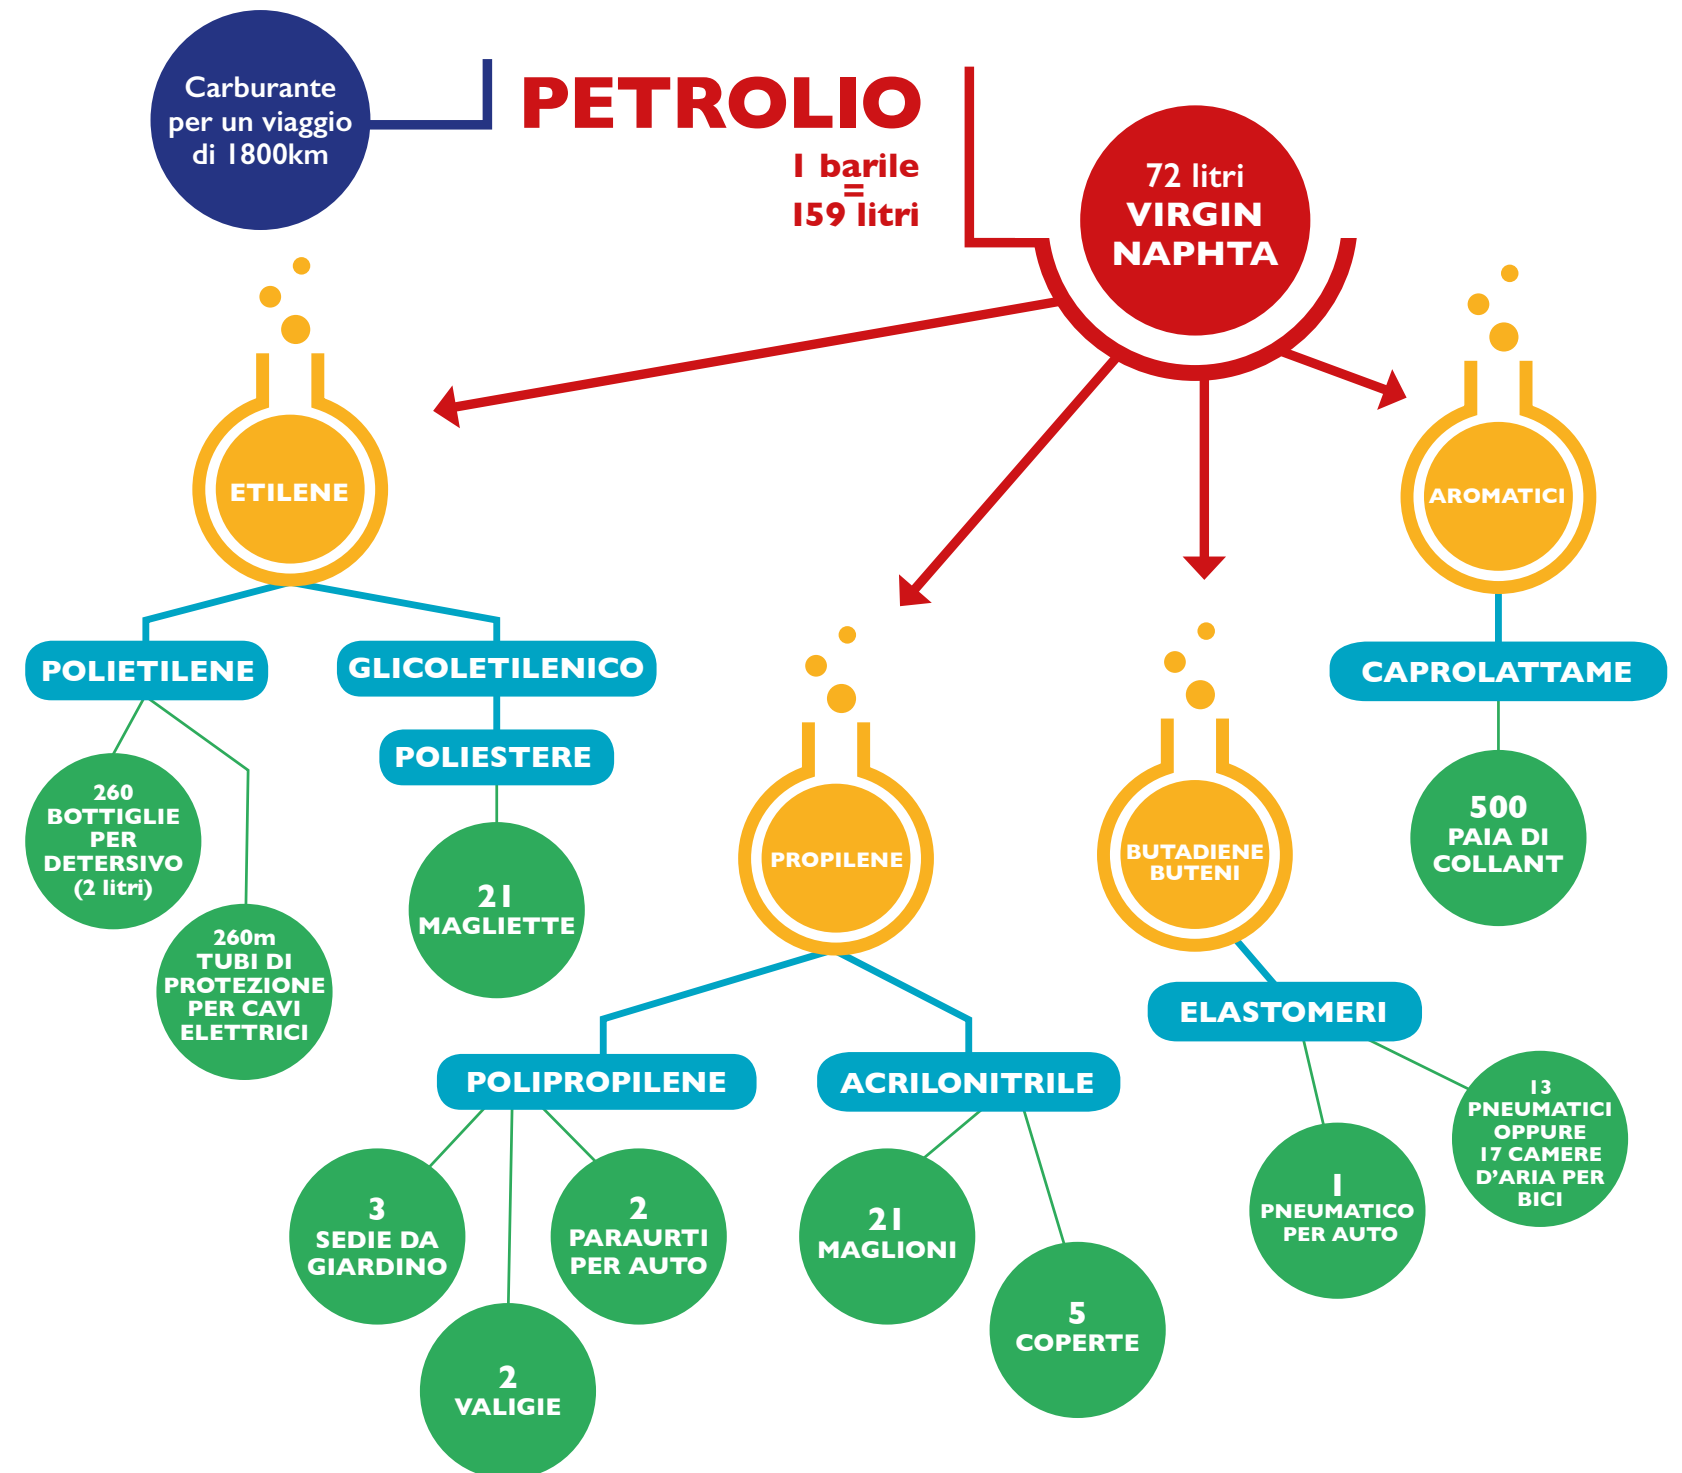 Carburante
per un viaggio
di 1800km
PETROLIO
1 barile
=
159 litri
72 litri
VIRGIN
NAPHTA
ETILENE
AROMATICI
POLIETILENE
GLICOLETILENICO
CAPROLATTAME
POLIESTERE
260
BOTTIGLIE
PER
DETERSIVO
(2 litri)
21
MAGLIETTE
260m
TUBI DI
PROTEZIONE
PER CAVI
ELETTRICI
PROPILENE
BUTADIENE
BUTENI
500
PAIA DI
COLLANT
ELASTOMERI
POLIPROPILENE
ACRILONITRILE
3
SEDIE DA
GIARDINO
2
VALIGIE
2
PARAURTI
PER AUTO
21
MAGLIONI
5
COPERTE
1
PNEUMATICO
PER AUTO
13
PNEUMATICI
OPPURE
17 CAMERE
D'ARIA PER
BICI